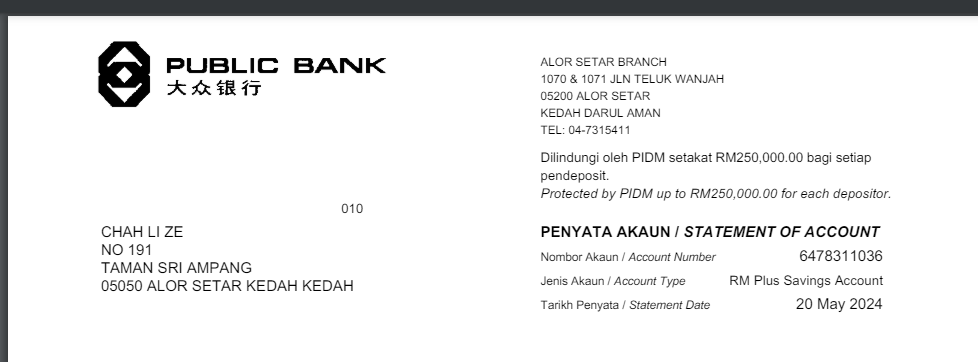 PUBLIC BANK
大众银行
ALOR SETAR BRANCH
1070 & 1071 JLN TELUK WANJAH
05200 ALOR SETAR
KEDAH DARUL AMAN
TEL: 04-7315411
Dilindungi oleh PIDM setakat RM250,000.00 bagi setiap
pendeposit.
Protected by PIDM up to RM250,000.00 for each depositor.
010
CHAH LI ZE
NO 191
TAMAN SRI AMPANG
05050 ALOR SETAR KEDAH KEDAH
PENYATA AKAUN / STATEMENT OF ACCOUNT
Nombor Akaun / Account Number 6478311036
Jenis Akaun / Account Type RM Plus Savings Account
Tarikh Penyata / Statement Date 20 May 2024